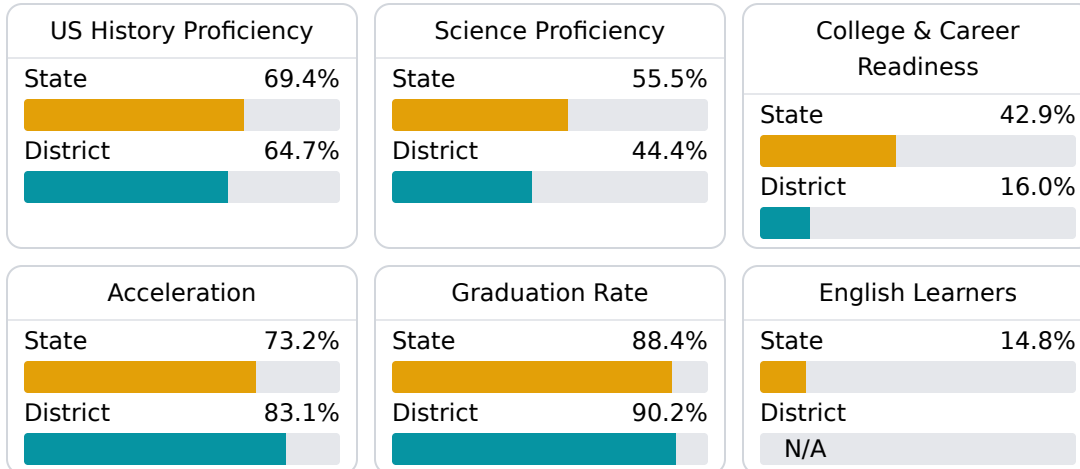 US History Proficiency
State 69.4%
District 64.7%
Science Proficiency
State 55.5%
District 44.4%
College & Career
Readiness
State 42.9%
District 16.0%
Acceleration
State 73.2%
District 83.1%
Graduation Rate
State 88.4%
District 90.2%
English Learners
State 14.8%
District
N/A